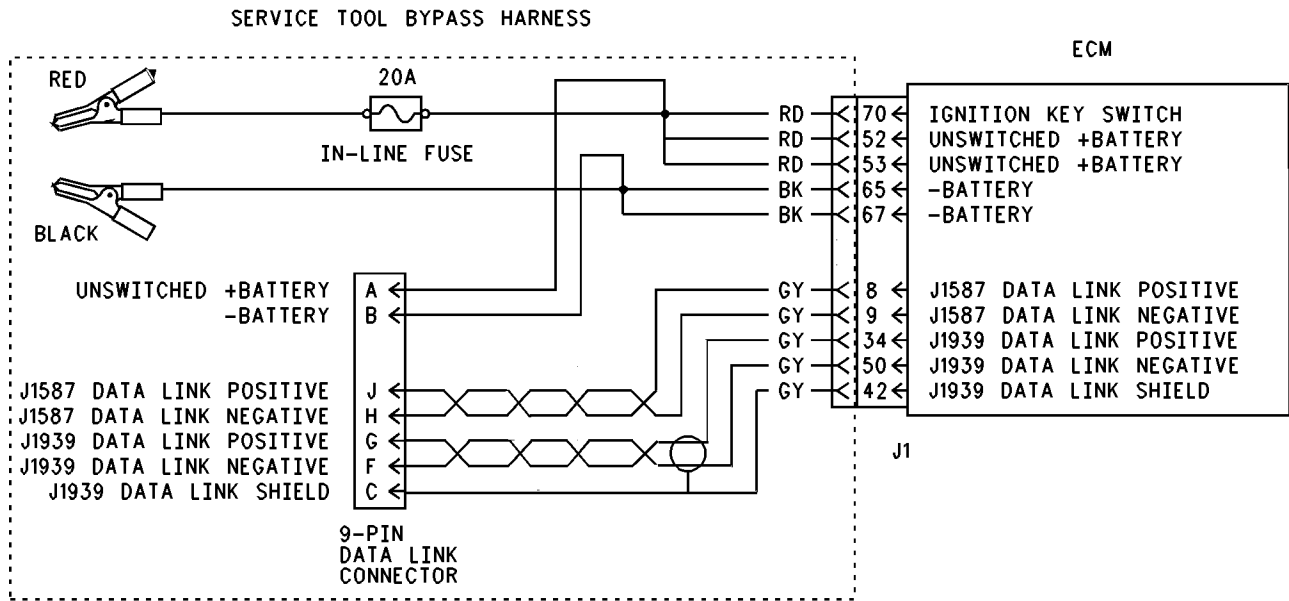 SERVICE TOOL BYPASS HARNESS
ECM
RED
20A
IN-LINE FUSE
BLACK
RD 70 IGNITION KEY SWITCH
RD 52 UNSWITCHED +BATTERY
RD 53 UNSWITCHED +BATTERY
BK 65 -BATTERY
BK 67 -BATTERY
UNSWITCHED +BATTERY A
-BATTERY B
GY 8 J1587 DATA LINK POSITIVE
GY 9 J1587 DATA LINK NEGATIVE
GY 34 J1939 DATA LINK POSITIVE
GY 50 J1939 DATA LINK NEGATIVE
GY 42 J1939 DATA LINK SHIELD
J1587 DATA LINK POSITIVE J
J1587 DATA LINK NEGATIVE H
J1939 DATA LINK POSITIVE G
J1939 DATA LINK NEGATIVE F
J1939 DATA LINK SHIELD C
J1
9-PIN
DATA LINK
CONNECTOR